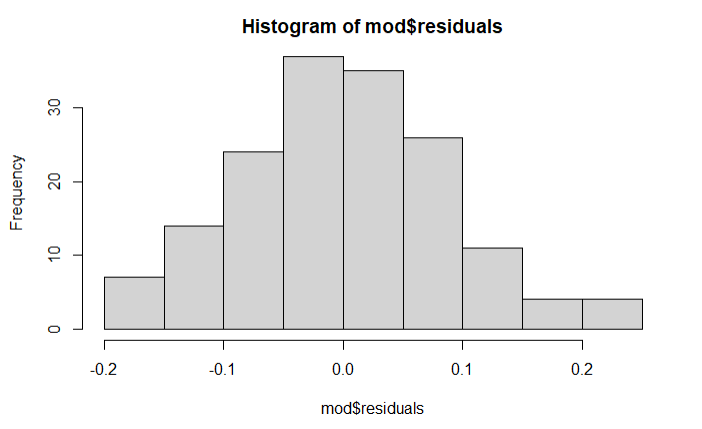 Histogram of mod$residuals
Frequency
30
20
10
0
-0.2 -0.1 0.0 0.1 0.2
mod$residuals